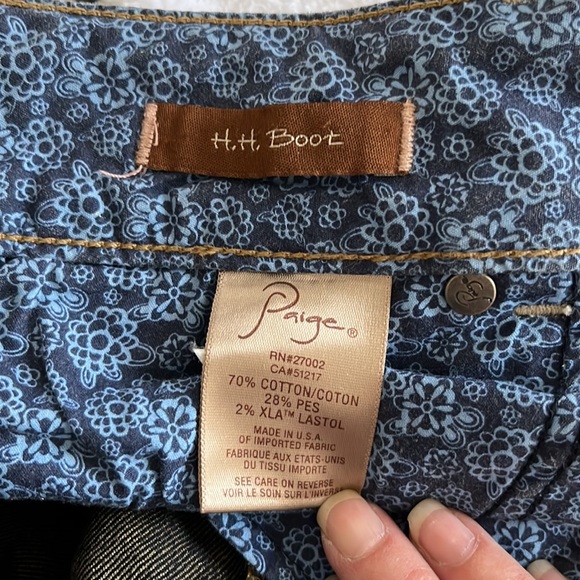 H.H. Boot
Paige®
RN#27002
CA#51217
70% COTTON/COTON
28% PES
2% XLA™ LASTOL
MADE IN U.S.A
OF IMPORTED FABRIC
FABRIQUE AUX ETATS-UNIS
DU TISSU IMPORTE
SEE CARE ON REVERSE
VOIR LE SOIN SUR L'INVERS